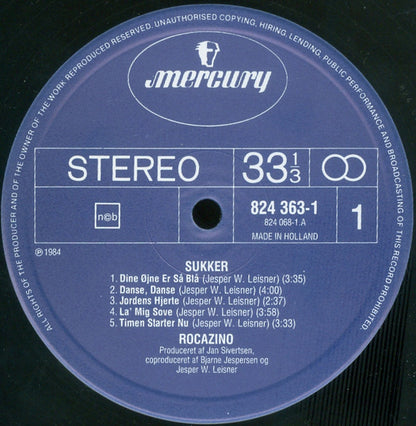 ALL RIGHTS OF THE PRODUCER AND OF THE OWNER OF THE WORK REPRODUCED RESERVED. UNAUTHORISED COPYING, HIRING, LENDING, PUBLIC PERFORMANCE AND BROADCASTING OF THIS RECORD PROHIBITED.
mercury
STEREO
33 1/3
n©b
824 363-1
824 068-1.A
MADE IN HOLLAND
1
℗ 1984
SUKKER
1. Dine Øjne Er Så Blå (Jesper W. Leisner) (3:35)
2. Danse, Danse (Jesper W. Leisner) (4:00)
3. Jordens Hjerte (Jesper W. Leisner) (2:37)
4. La' Mig Sove (Jesper W. Leisner) (3:58)
5. Timen Starter Nu (Jesper W. Leisner) (3:33)
ROCAZINO
Produceret af Jan Sivertsen,
coproduceret af Bjarne Jespersen og
Jesper W. Leisner